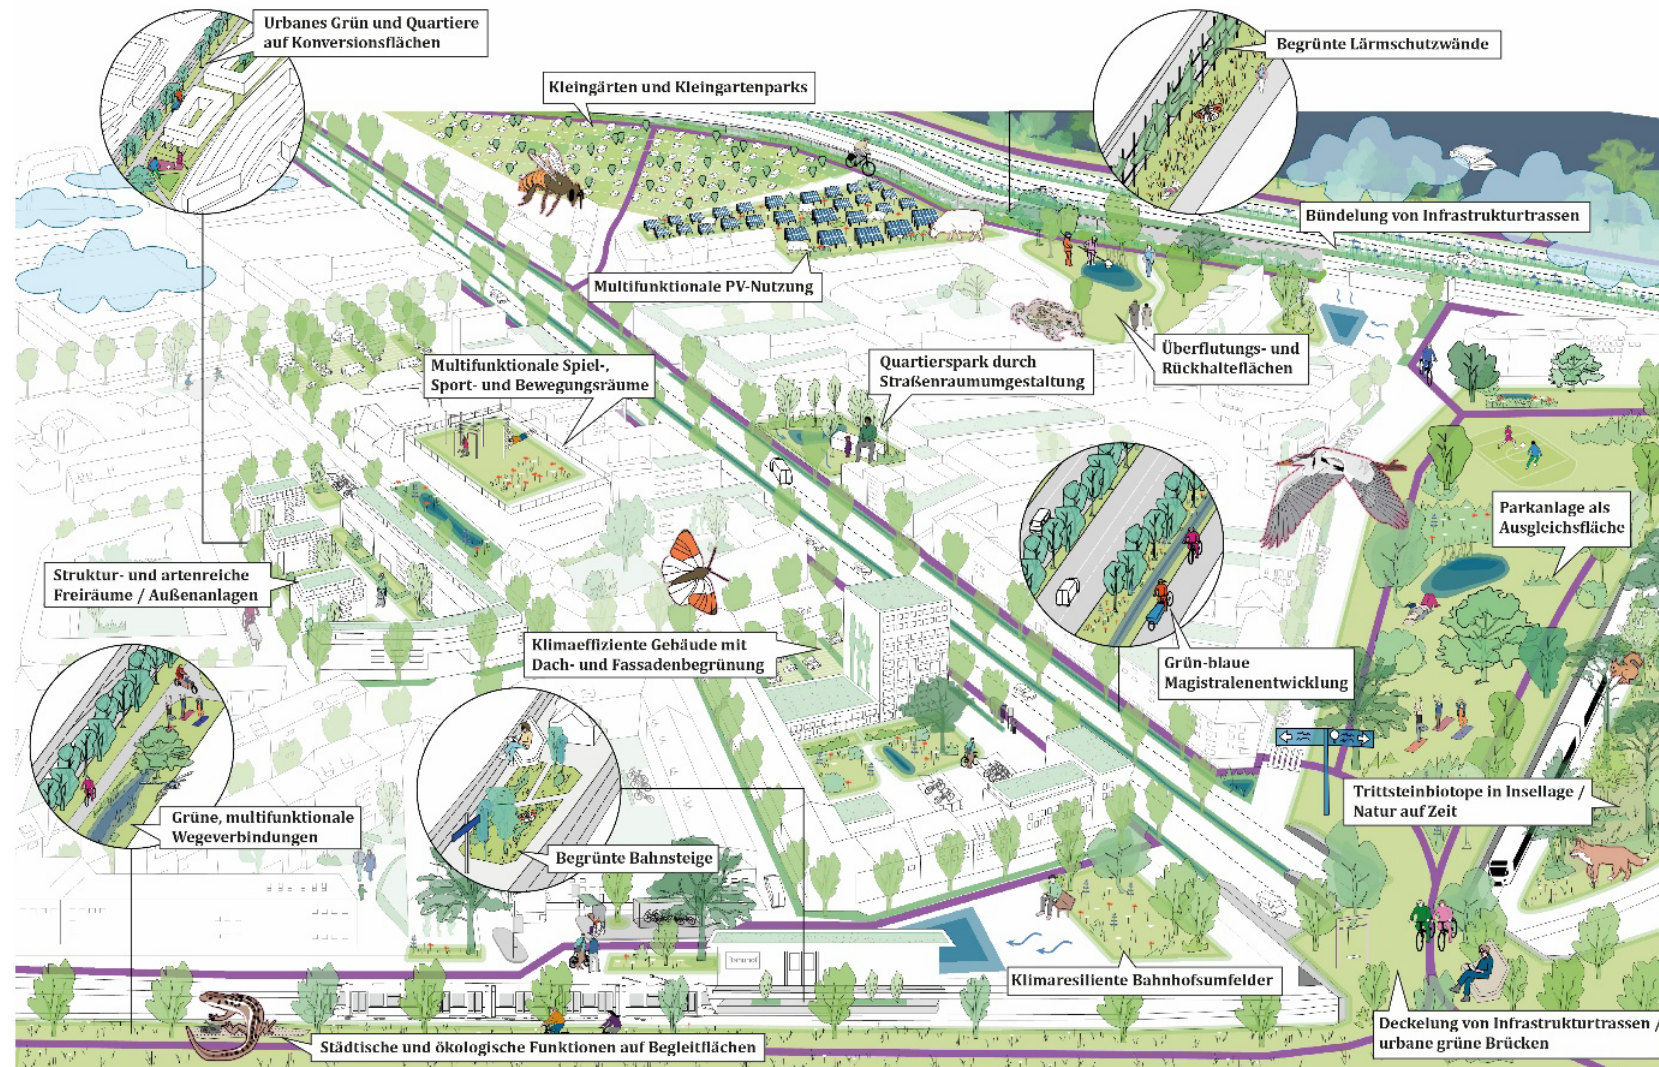 Urbanes Grün und Quartiere
auf Konversionsflächen
Begrünte Lärmschutzwände
Kleingärten und Kleingartenparks
Bündelung von Infrastrukturtrassen
Multifunktionale PV-Nutzung
Überflutungs- und
Rückhalteflächen
Multifunktionale Spiel-,
Sport- und Bewegungsräume
Quartierspark durch
Straßenraumumgestaltung
Parkanlage als
Ausgleichsfläche
Struktur- und artenreiche
Freiräume / Außenanlagen
Klimaeffiziente Gebäude mit
Dach- und Fassadenbegrünung
Grün-blaue
Magistralenentwicklung
Trittsteinbiotope in Insellage /
Natur auf Zeit
Grüne, multifunktionale
Wegeverbindungen
Begrünte Bahnsteige
Bahnhof
Klimaresiliente Bahnhofsumfelder
Deckelung von Infrastrukturtrassen /
urbane grüne Brücken
Städtische und ökologische Funktionen auf Begleitflächen